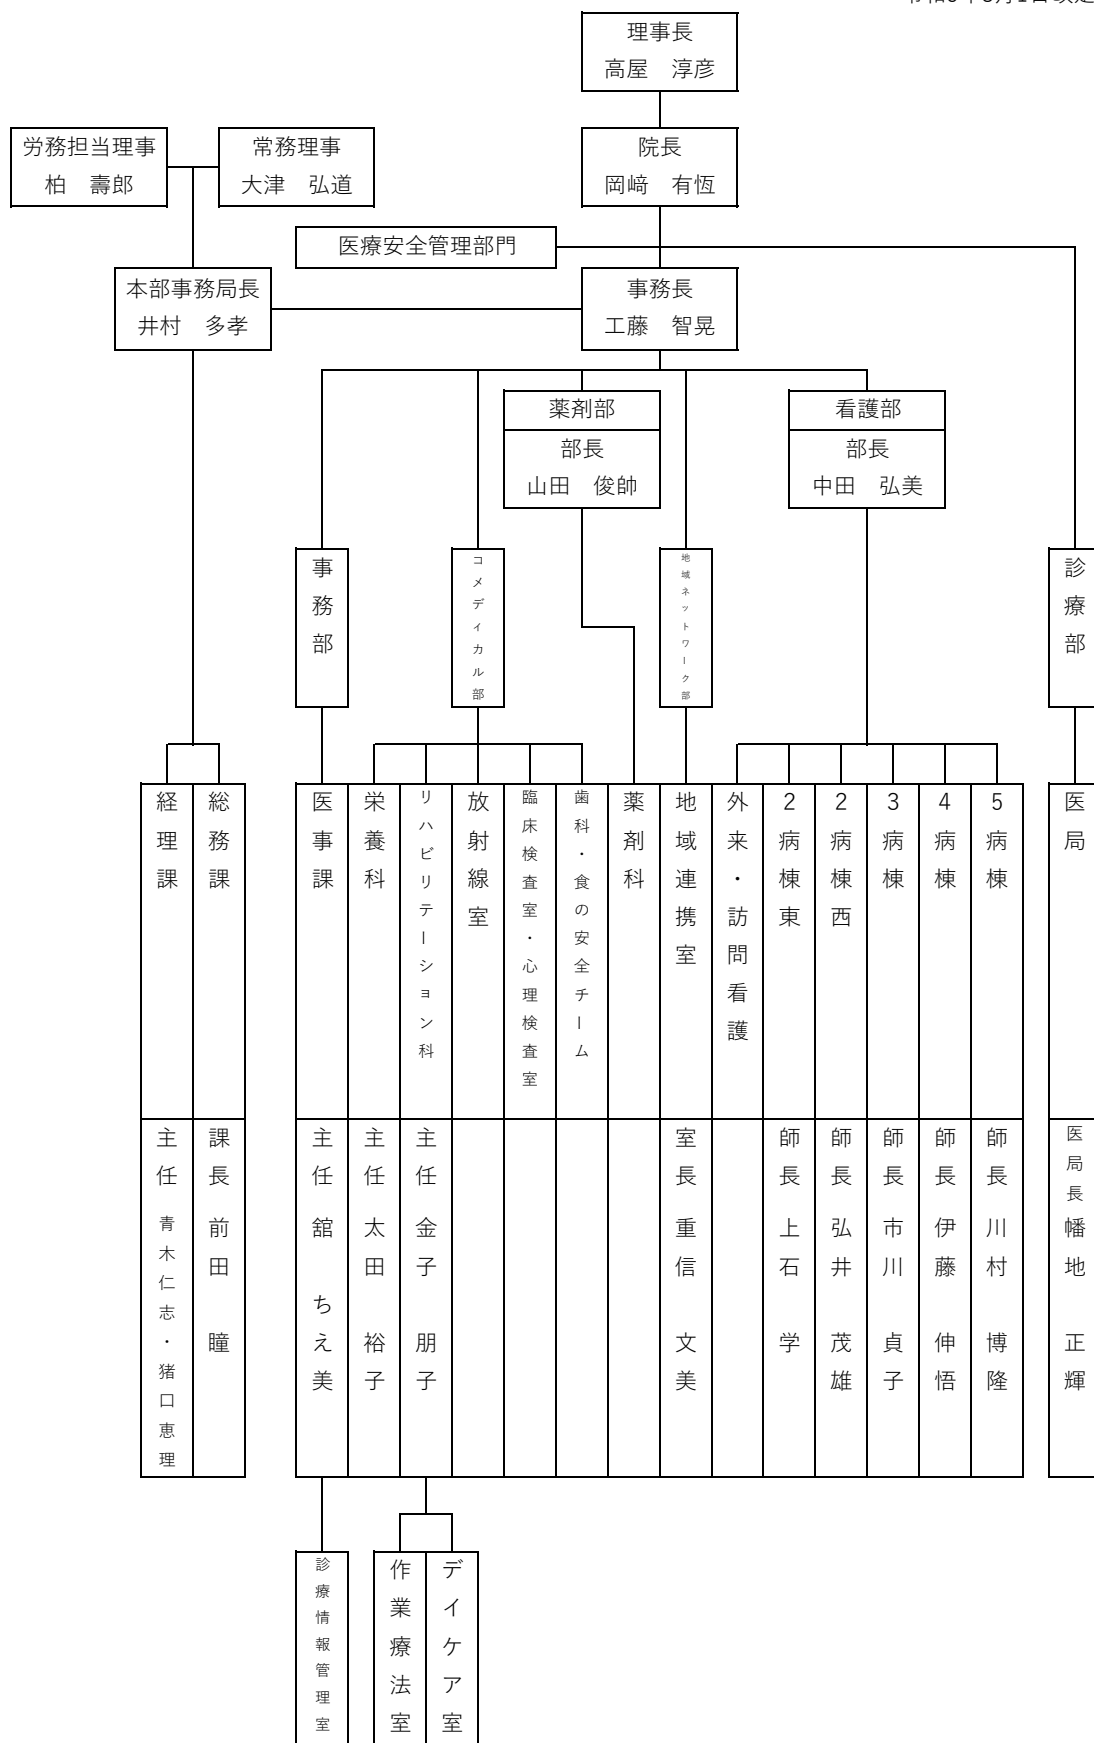 理事長
高屋　淳彦
労務担当理事
柏　壽郎
常務理事
大津　弘道
院長
岡﨑　有恆
医療安全管理部門
本部事務局長
井村　多孝
事務長
工藤　智晃
薬剤部
部長
山田　俊帥
看護部
部長
中田　弘美
事務部
コメディカル部
地域ネットワーク部
診療部
経理課
総務課
医事課
栄養科
リハビリテーション科
放射線室
臨床検査室・心理検査室
歯科・食の安全チーム
薬剤科
地域連携室
外来・訪問看護
2病棟東
2病棟西
3病棟
4病棟
5病棟
医局
主任　青木仁志・猪口恵理
課長　前田　瞳
主任　舘　ちえ美
主任　太田　裕子
主任　金子　朋子
室長　重信　文美
師長　上石　学
師長　弘井　茂雄
師長　市川　貞子
師長　伊藤　伸悟
師長　川村　博隆
医局長　幡地　正輝
診療情報管理室
作業療法室
デイケア室